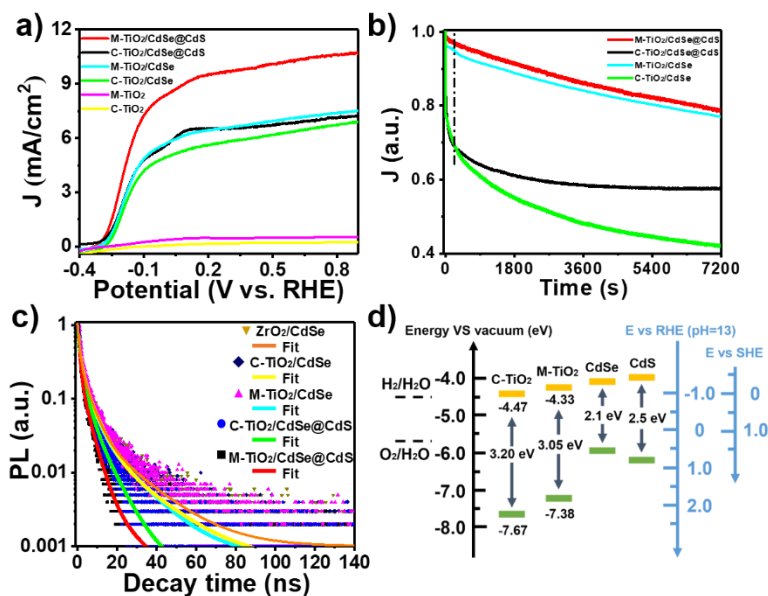 a)
M-TiO₂/CdSe@CdS
C-TiO₂/CdSe@CdS
M-TiO₂/CdSe
C-TiO₂/CdSe
M-TiO₂
C-TiO₂
12
9
6
3
0
J (mA/cm²)
-0.4 -0.1 0.2 0.5 0.8
Potential (V vs. RHE)
b)
M-TiO₂/CdSe@CdS
C-TiO₂/CdSe@CdS
M-TiO₂/CdSe
C-TiO₂/CdSe
1.0
0.8
0.6
0.4
J (a.u.)
0 1800 3600 5400 7200
Time (s)
c)
ZrO₂/CdSe
Fit
C-TiO₂/CdSe
Fit
M-TiO₂/CdSe
Fit
C-TiO₂/CdSe@CdS
Fit
M-TiO₂/CdSe@CdS
Fit
1
0.1
0.01
0.001
PL (a.u.)
0 20 40 60 80 100 120 140
Decay time (ns)
d)
Energy VS vacuum (eV)
E vs RHE (pH=13)
E vs SHE
C-TiO₂ M-TiO₂ CdSe CdS
H₂/H₂O
O₂/H₂O
-4.0
-5.0
-6.0
-7.0
-8.0
-4.47 -4.33
3.20 eV 3.05 eV 2.1 eV 2.5 eV
-7.67 -7.38
-1.0
0
1.0
2.0
0
1.0